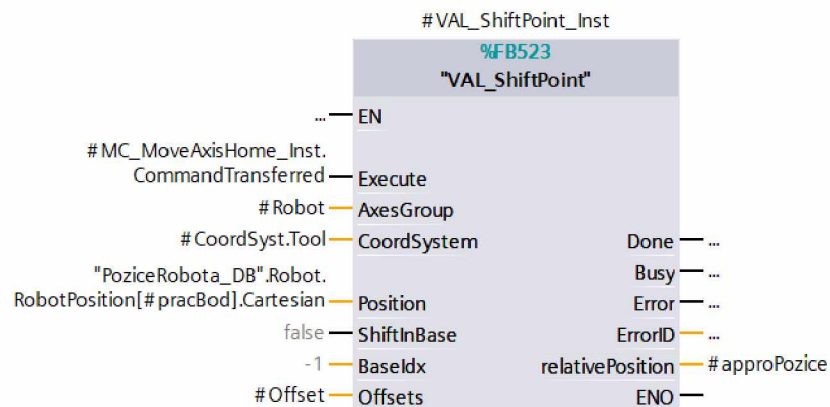 #VAL_ShiftPoint_Inst
%FB523
"VAL_ShiftPoint"
... EN
#MC_MoveAxisHome_Inst.
CommandTransferred Execute
#Robot AxesGroup
#CoordSyst.Tool CoordSystem Done ...
Busy ...
"PoziceRobota_DB".Robot.
RobotPosition[#pracBod].Cartesian Position Error ...
false ShiftInBase ErrorID ...
-1 BaseIdx relativePosition #approPozice
#Offset Offsets ENO